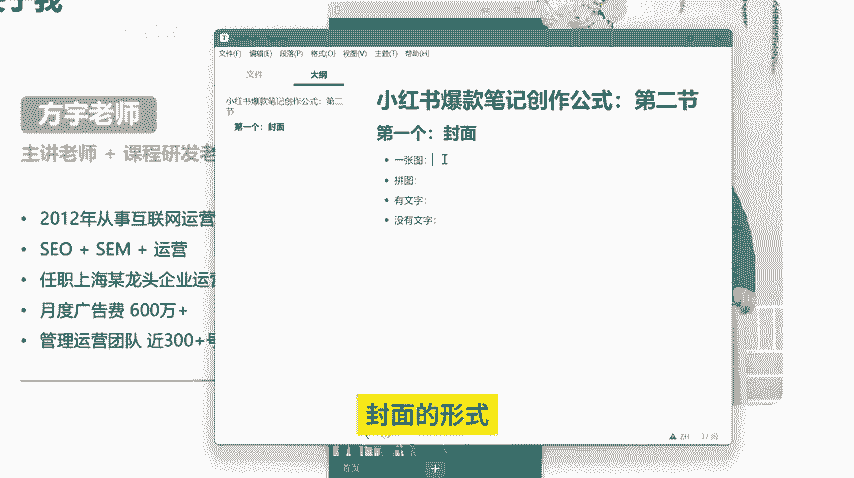 方宇老师
主讲老师 + 课程研发老
2012年从事互联网运营
SEO + SEM + 运营
任职上海某龙头企业运营
月度广告费 600万+
管理运营团队 近300+号
文件(F) 编辑(E) 段落(P) 格式(O) 视图(V) 主题(T) 帮助(H)
文件 大纲
小红书爆款笔记创作公式：第二节
第一个：封面
小红书爆款笔记创作公式：第二节
第一个：封面
一张图:
拼图:
有文字:
没有文字:
封面的形式
首页